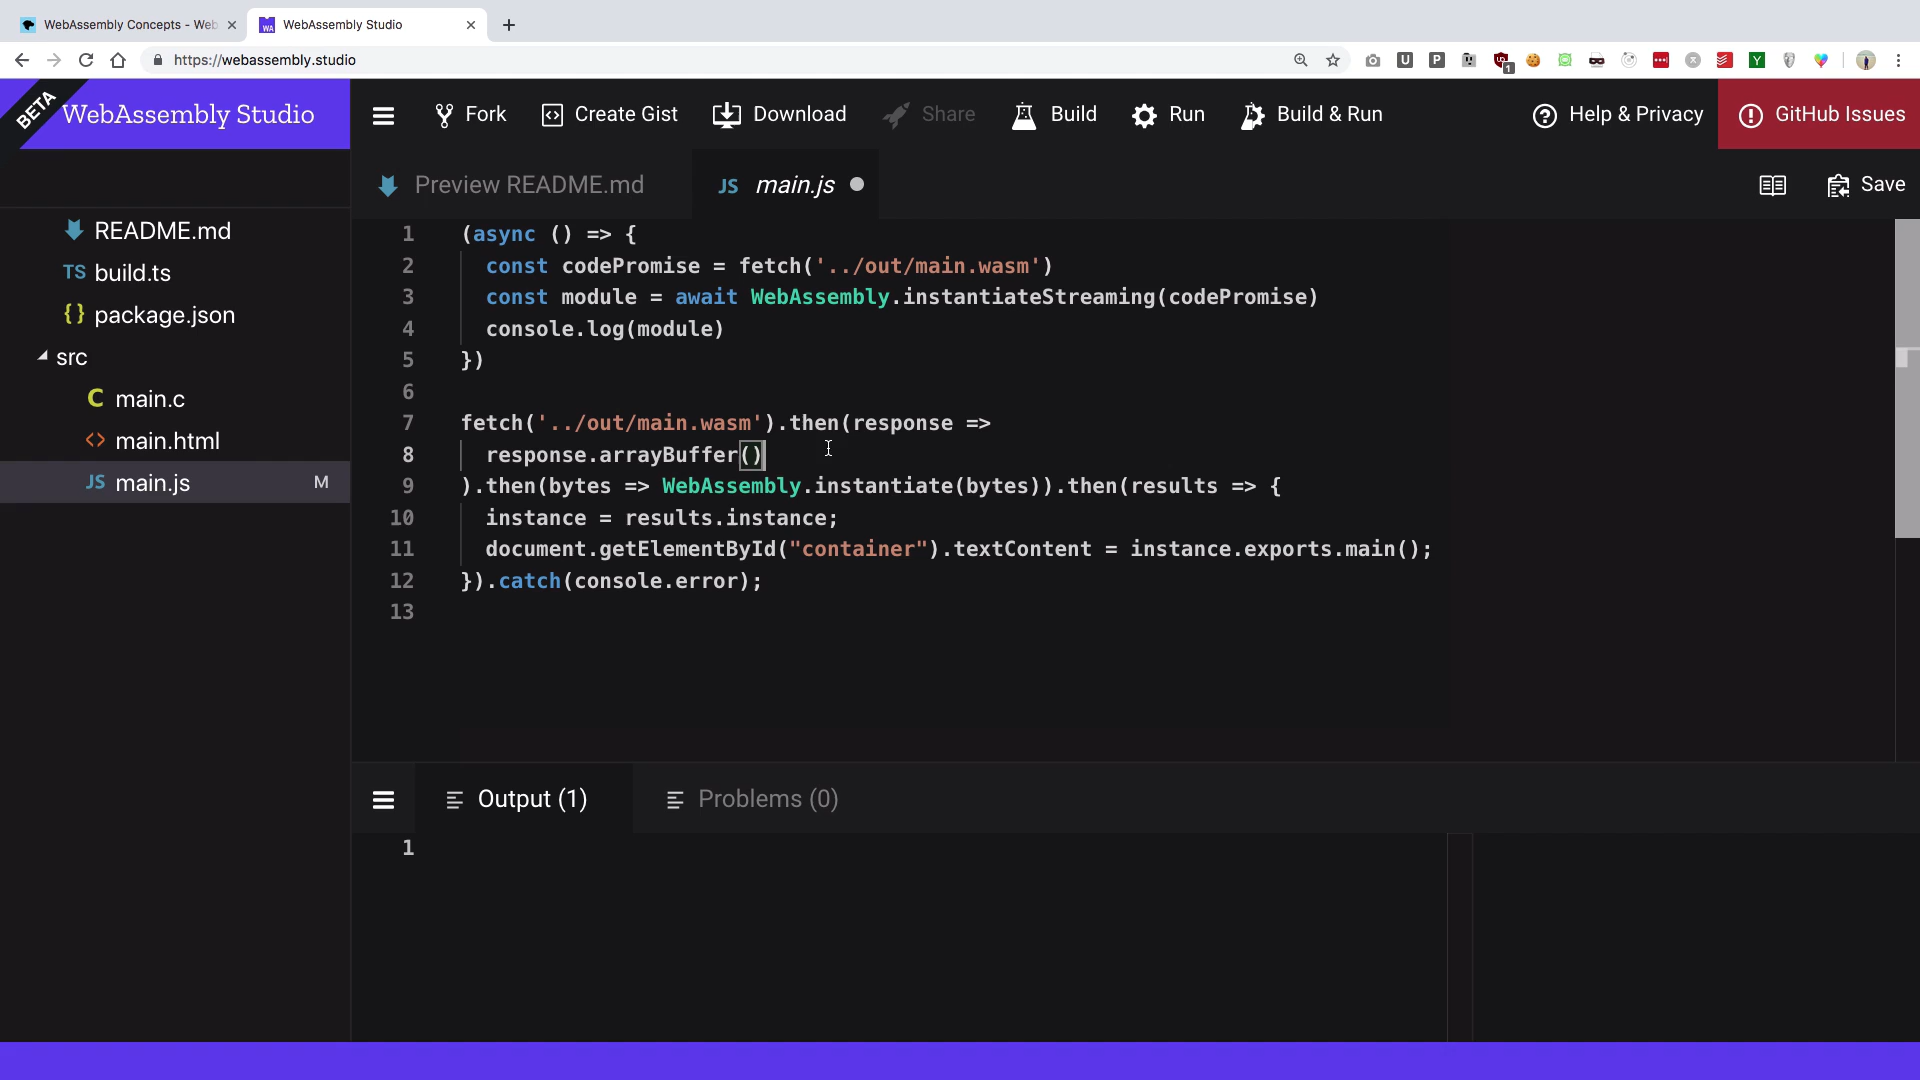 WebAssembly Concepts - Web
WebAssembly Studio
https://webassembly.studio
BETA
WebAssembly Studio
Fork
Create Gist
Download
Share
Build
Run
Build & Run
Help & Privacy
GitHub Issues
Preview README.md
JS main.js
Save
README.md
TS build.ts
{} package.json
src
C main.c
<> main.html
JS main.js M
1 (async () => {
2 const codePromise = fetch('../out/main.wasm')
3 const module = await WebAssembly.instantiateStreaming(codePromise)
4 console.log(module)
5 })
6
7 fetch('../out/main.wasm').then(response =>
8 response.arrayBuffer()
9 ).then(bytes => WebAssembly.instantiate(bytes)).then(results => {
10 instance = results.instance;
11 document.getElementById("container").textContent = instance.exports.main();
12 }).catch(console.error);
13
Output (1)
Problems (0)
1